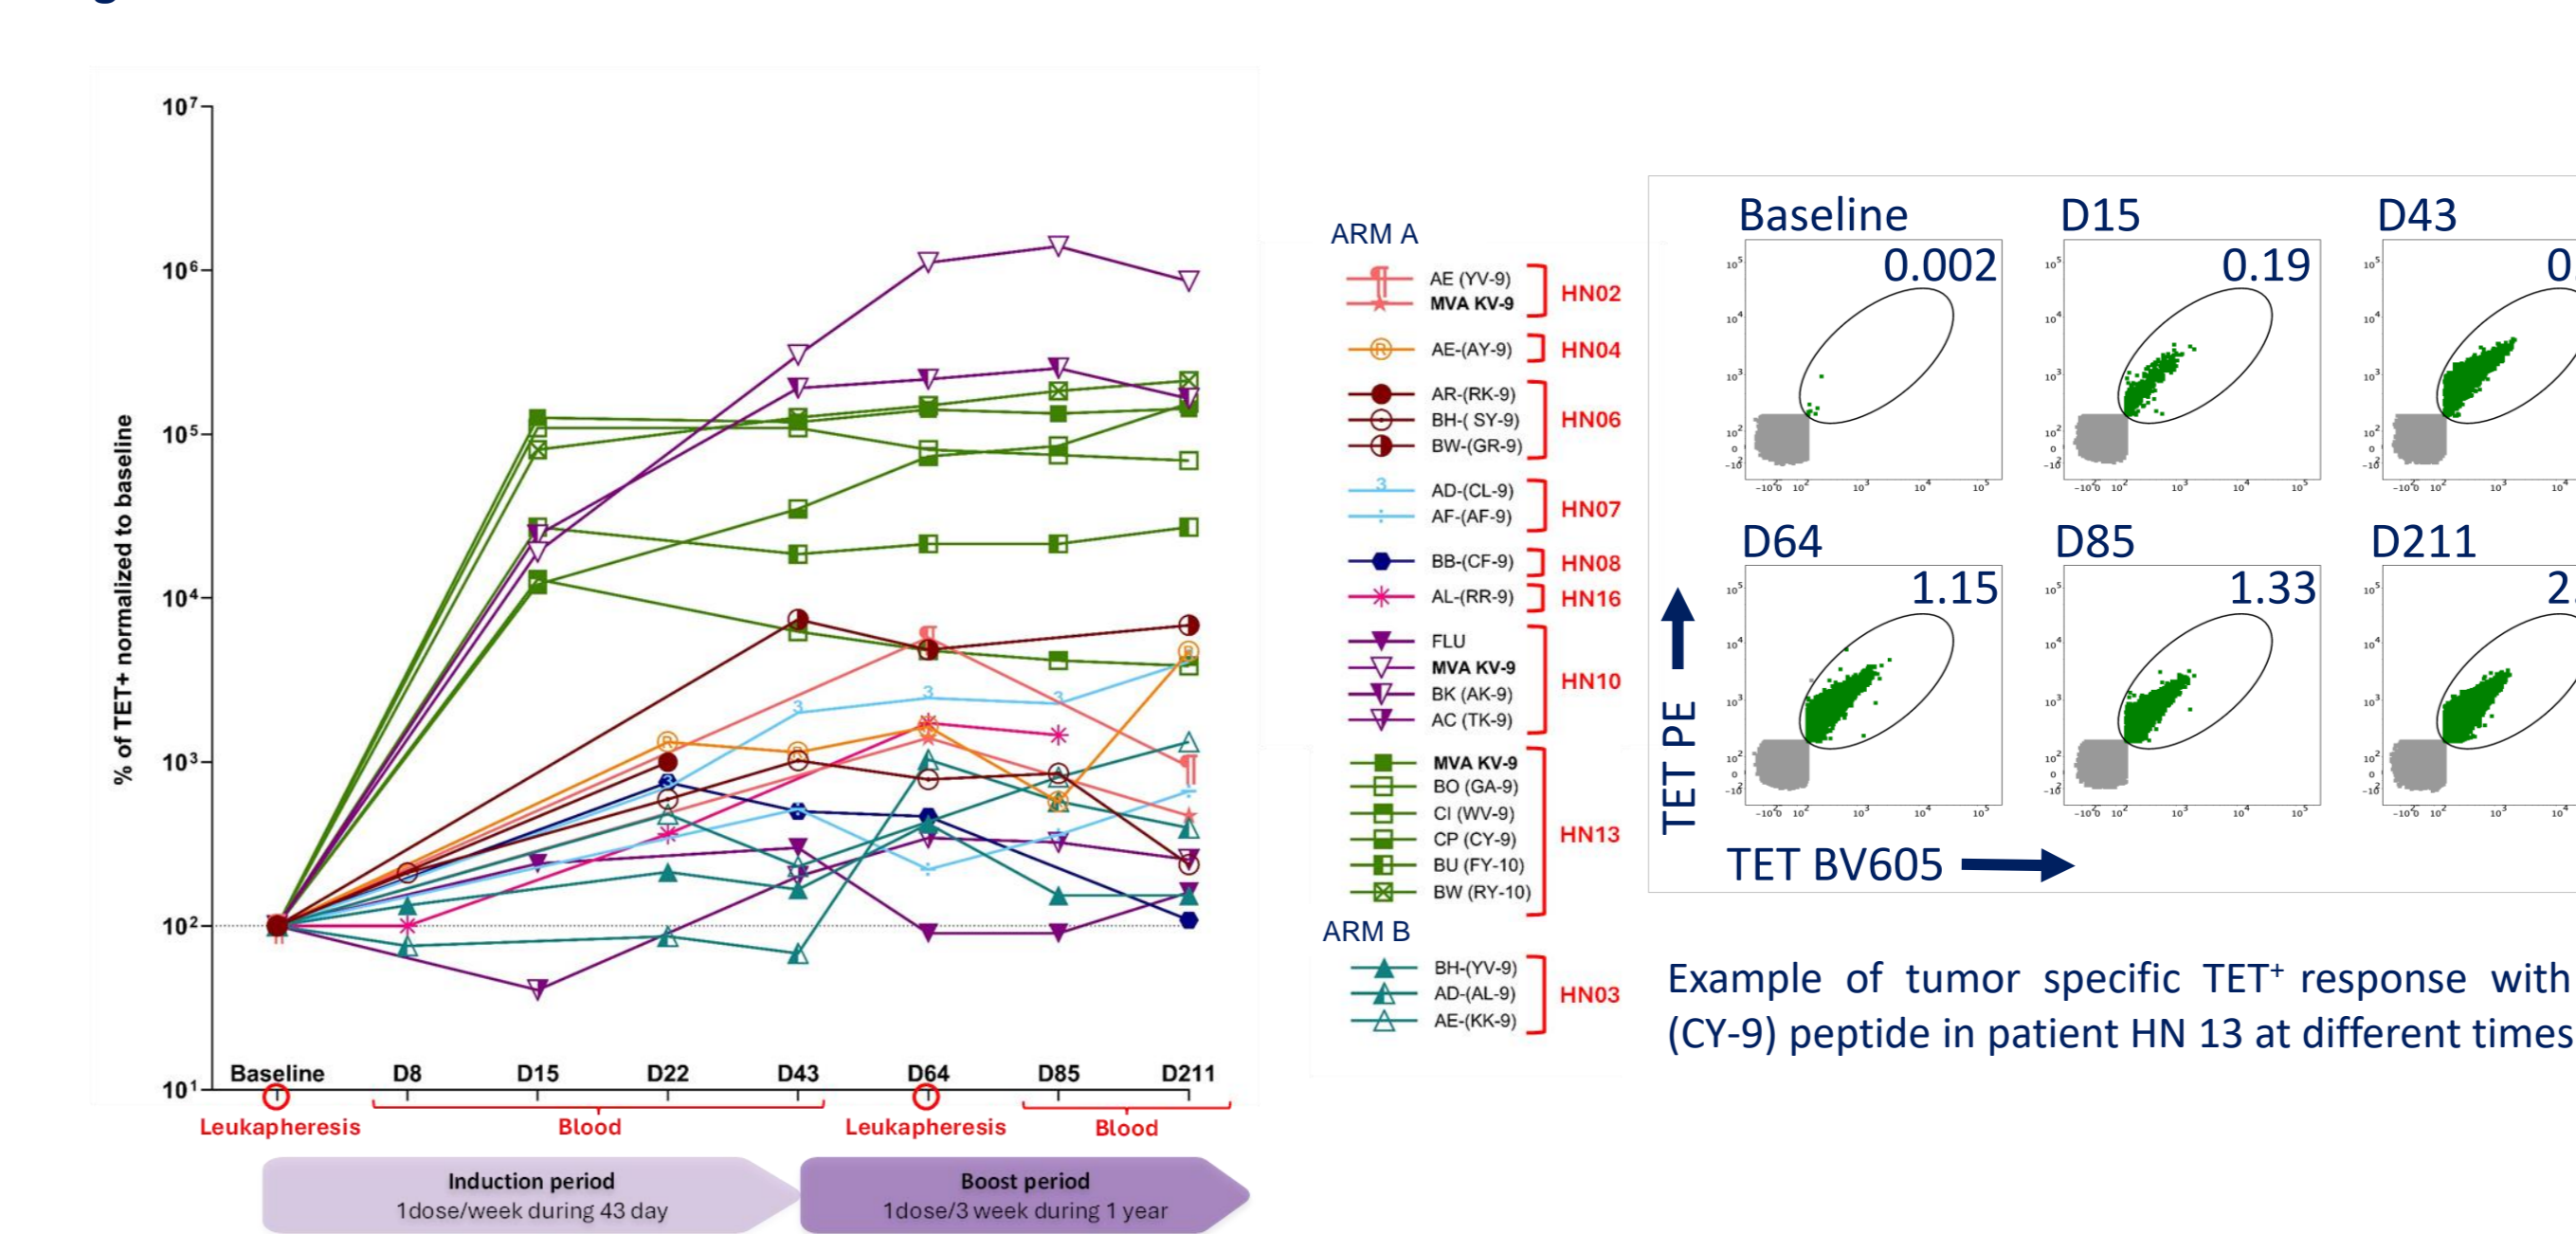 % of TET+ normalized to baseline
10⁷
10⁶
10⁵
10⁴
10³
10²
10¹
Baseline D8 D15 D22 D43 D64 D85 D211
Leukapheresis Blood Leukapheresis Blood
Induction period
1dose/week during 43 day
Boost period
1dose/3 week during 1 year
ARM A
AE (YV-9)
MVA KV-9
HN02
AE-(AY-9)
HN04
AR-(RK-9)
BH-( SY-9)
BW-(GR-9)
HN06
AD-(CL-9)
AF-(AF-9)
HN07
BB-(CF-9)
HN08
AL-(RR-9)
HN16
FLU
MVA KV-9
BK (AK-9)
AC (TK-9)
HN10
MVA KV-9
BO (GA-9)
CI (WV-9)
CP (CY-9)
BU (FY-10)
BW (RY-10)
HN13
ARM B
BH-(YV-9)
AD-(AL-9)
AE-(KK-9)
HN03
Baseline D15 D43
0.002 0.19 0
D64 D85 D211
1.15 1.33 2
TET PE
TET BV605
Example of tumor specific TET⁺ response with
(CY-9) peptide in patient HN 13 at different times